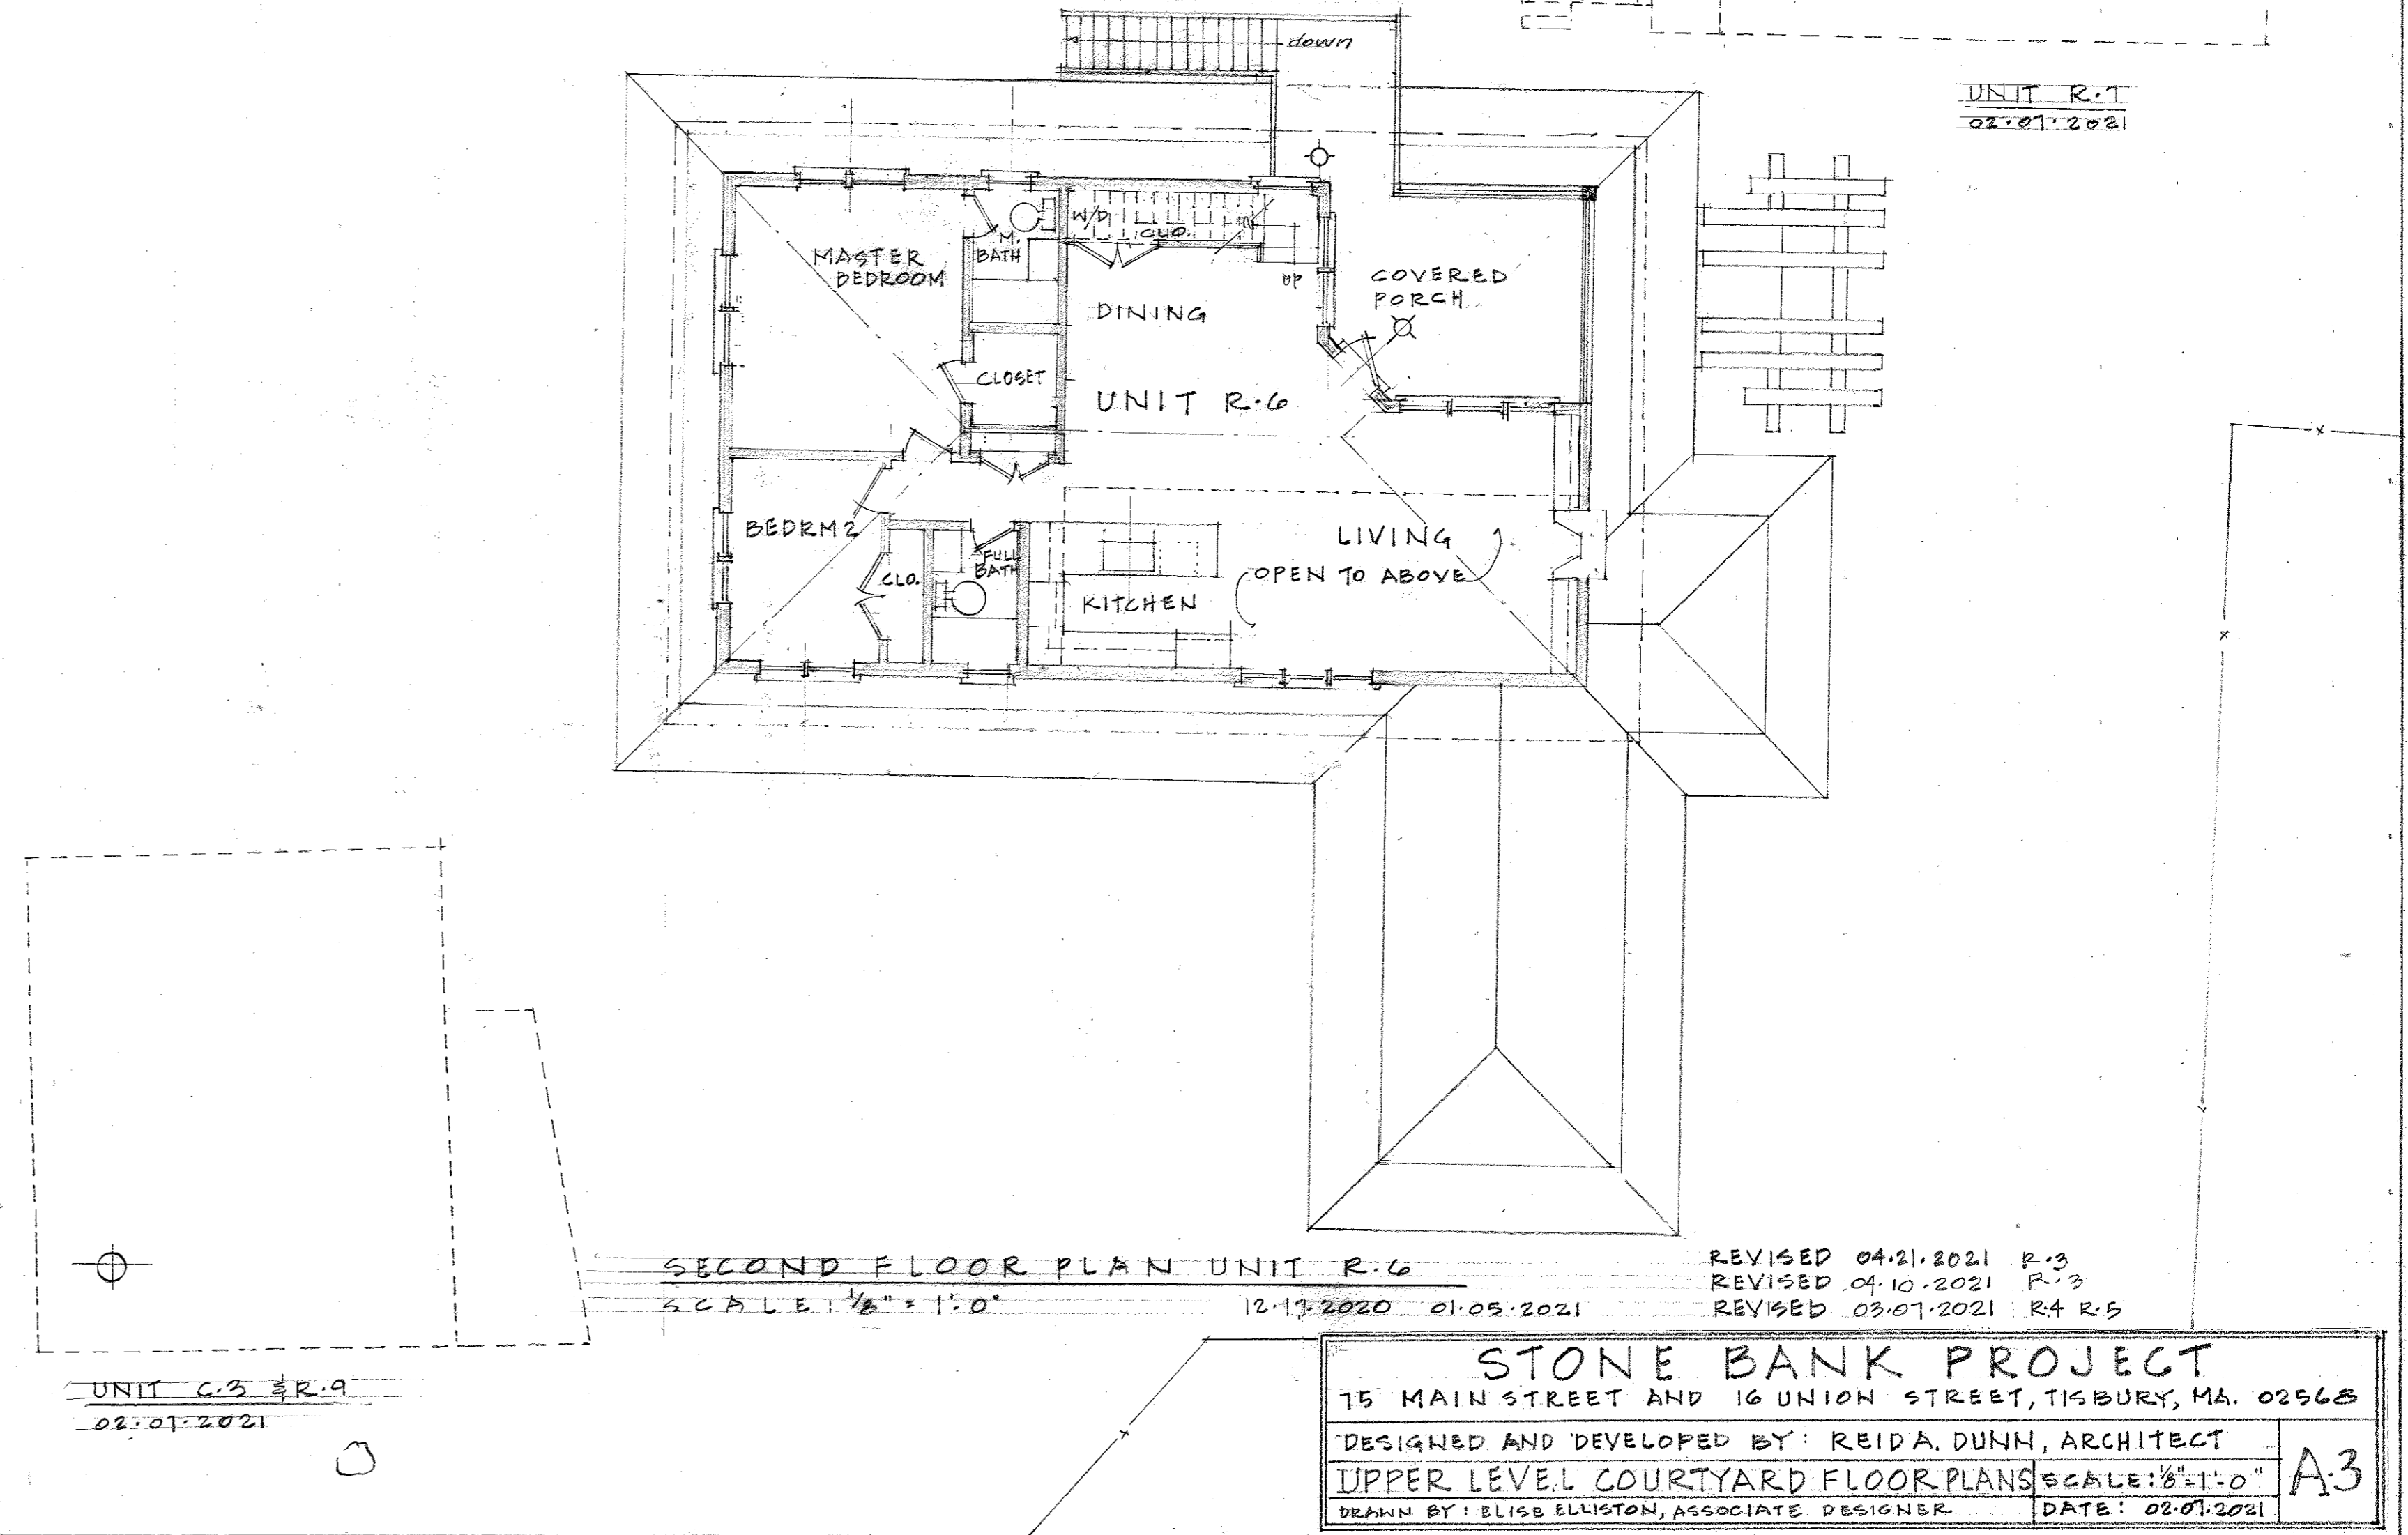 down
UNIT R.7
02.07.2021
W/D
CLO.
M.
BATH
MASTER
BEDROOM
up
COVERED
PORCH
DINING
CLOSET
UNIT R.6
BEDRM 2
FULL
BATH
CLO.
LIVING
OPEN TO ABOVE
KITCHEN
SECOND FLOOR PLAN UNIT R.6
SCALE: 1/8" = 1'-0"
12.17.2020 01.05.2021
REVISED 04.21.2021 R.3
REVISED 04.10.2021 R.3
REVISED 03.07.2021 R.4 R.5
UNIT C.3 & R.9
02.07.2021
STONE BANK PROJECT
75 MAIN STREET AND 16 UNION STREET, TISBURY, MA. 02568
DESIGNED AND DEVELOPED BY: REID A. DUNN, ARCHITECT
UPPER LEVEL COURTYARD FLOOR PLANS
SCALE: 1/8"=1'-0"
A.3
DRAWN BY: ELISE ELLISTON, ASSOCIATE DESIGNER
DATE: 02.07.2021